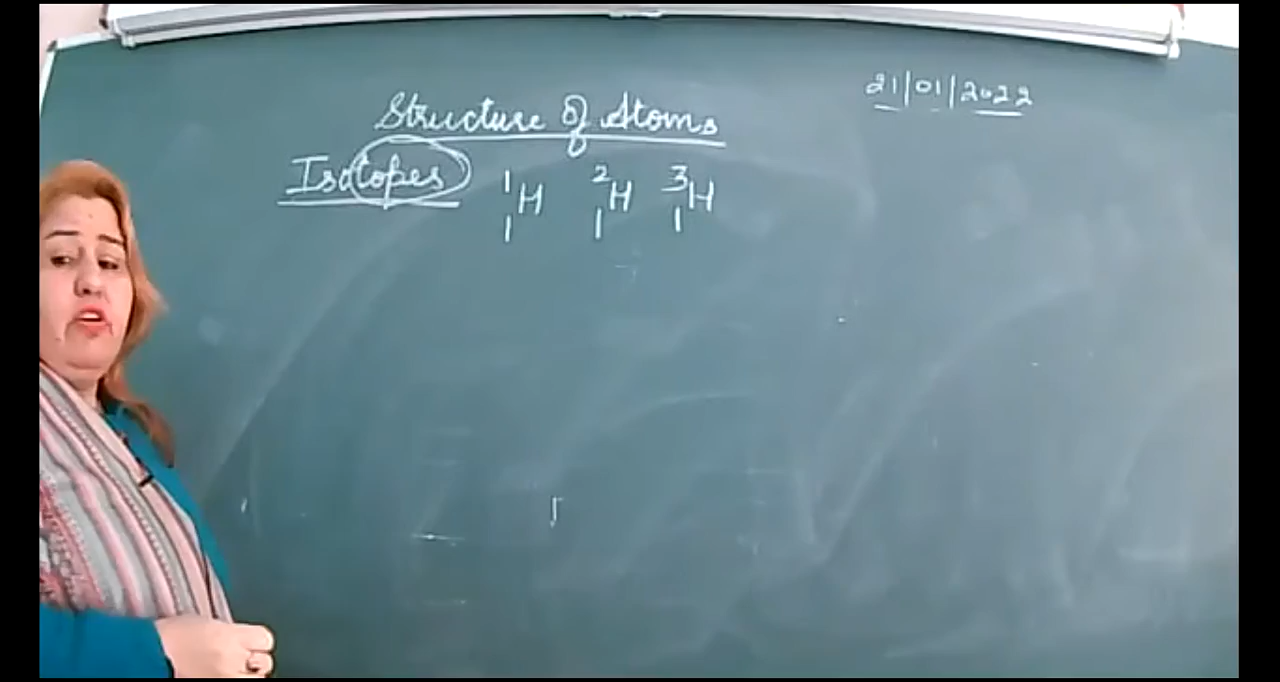 21|01|2022
Structure of Atoms
Isotopes ¹₁H ²₁H ³₁H